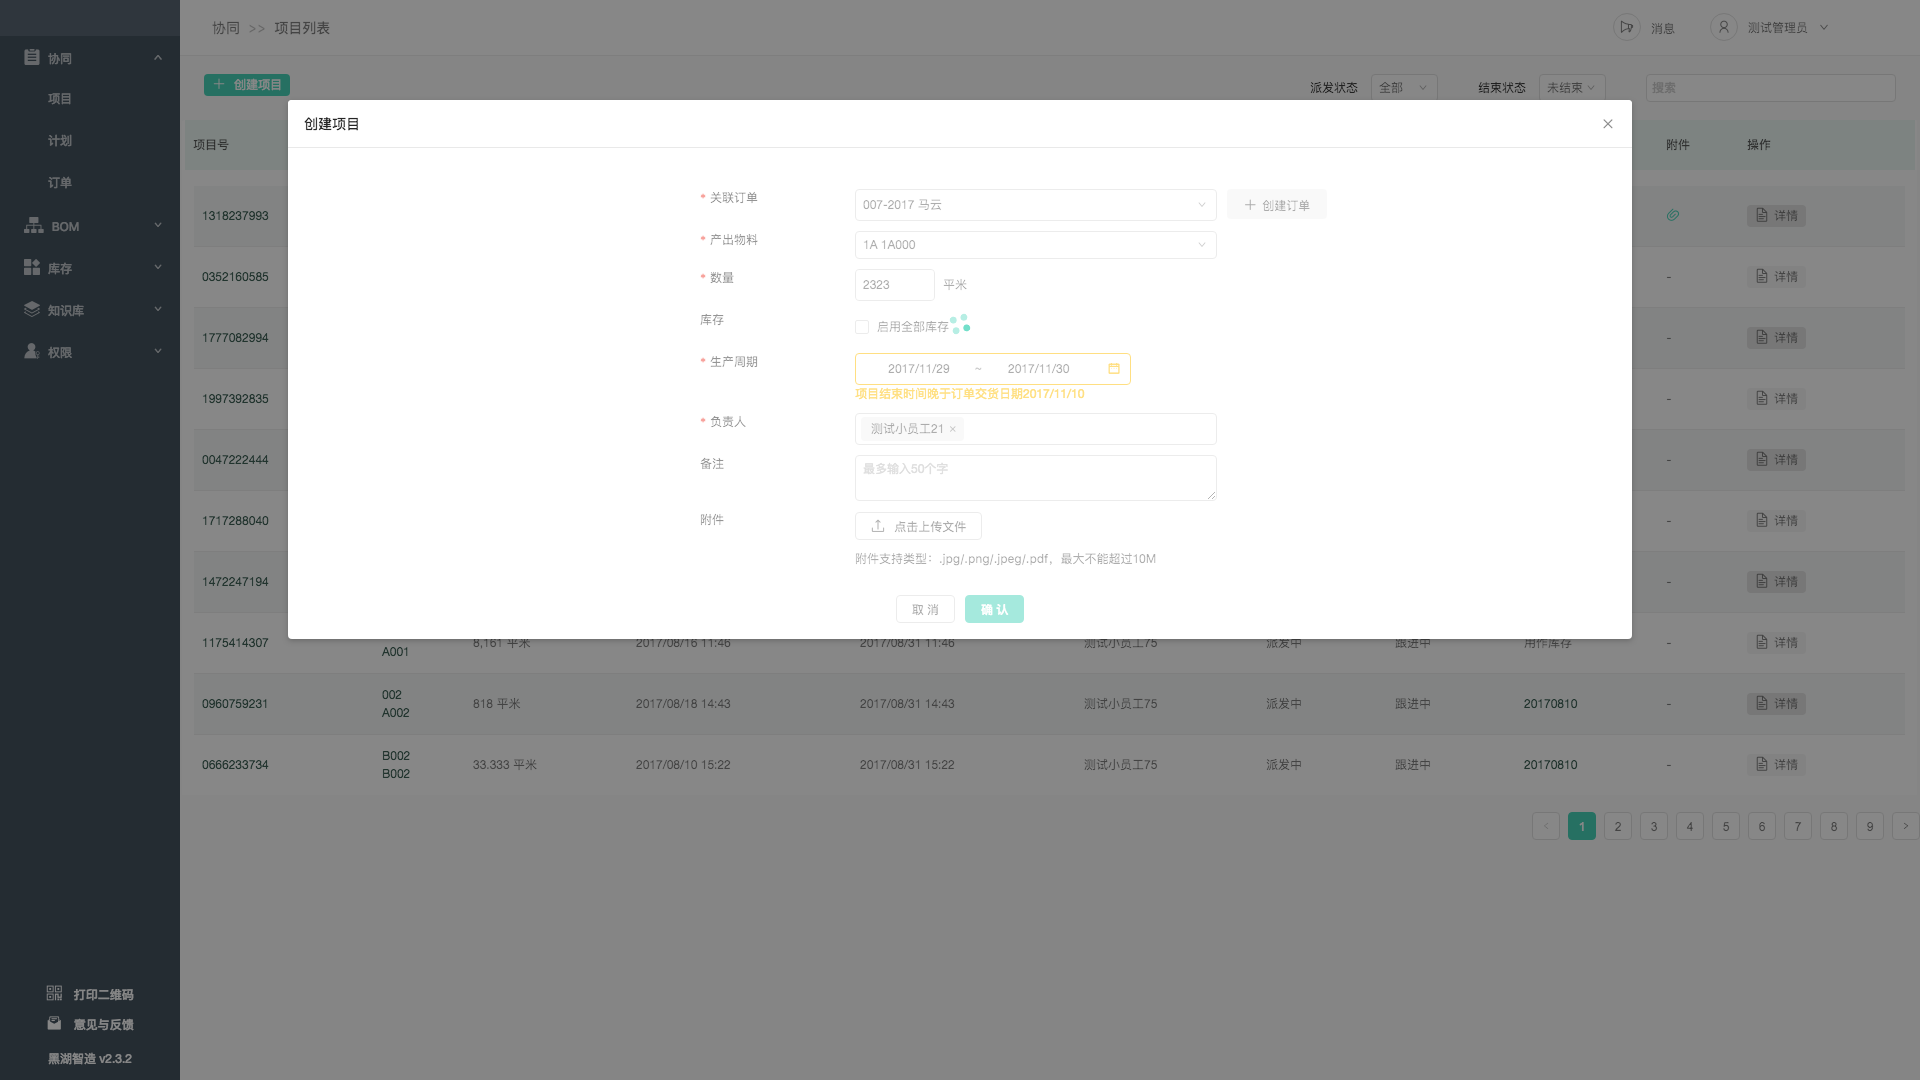 协同 >> 项目列表
消息
测试管理员
协同
项目
计划
订单
BOM
库存
知识库
权限
打印二维码
意见与反馈
黑湖智造 v2.3.2
创建项目
派发状态 全部
结束状态 未结束
搜索
项目号
附件
操作
创建项目
* 关联订单
007-2017 马云
创建订单
* 产出物料
1A 1A000
* 数量
2323
平米
库存
启用全部库存
* 生产周期
2017/11/29 ~ 2017/11/30
项目结束时间晚于订单交货日期2017/11/10
* 负责人
测试小员工21
备注
最多输入50个字
附件
点击上传文件
附件支持类型：.jpg/.png/.jpeg/.pdf，最大不能超过10M
取 消
确 认
1318237993 详情
0352160585 - 详情
1777082994 - 详情
1997392835 - 详情
0047222444 - 详情
1717288040 - 详情
1472247194 - 详情
1175414307 A001 8,161 平米 2017/08/16 11:46 2017/08/31 11:46 测试小员工75 派发中 跟进中 用作库存 - 详情
0960759231 002 A002 818 平米 2017/08/18 14:43 2017/08/31 14:43 测试小员工75 派发中 跟进中 20170810 - 详情
0666233734 B002 B002 33.333 平米 2017/08/10 15:22 2017/08/31 15:22 测试小员工75 派发中 跟进中 20170810 - 详情
< 1 2 3 4 5 6 7 8 9 >